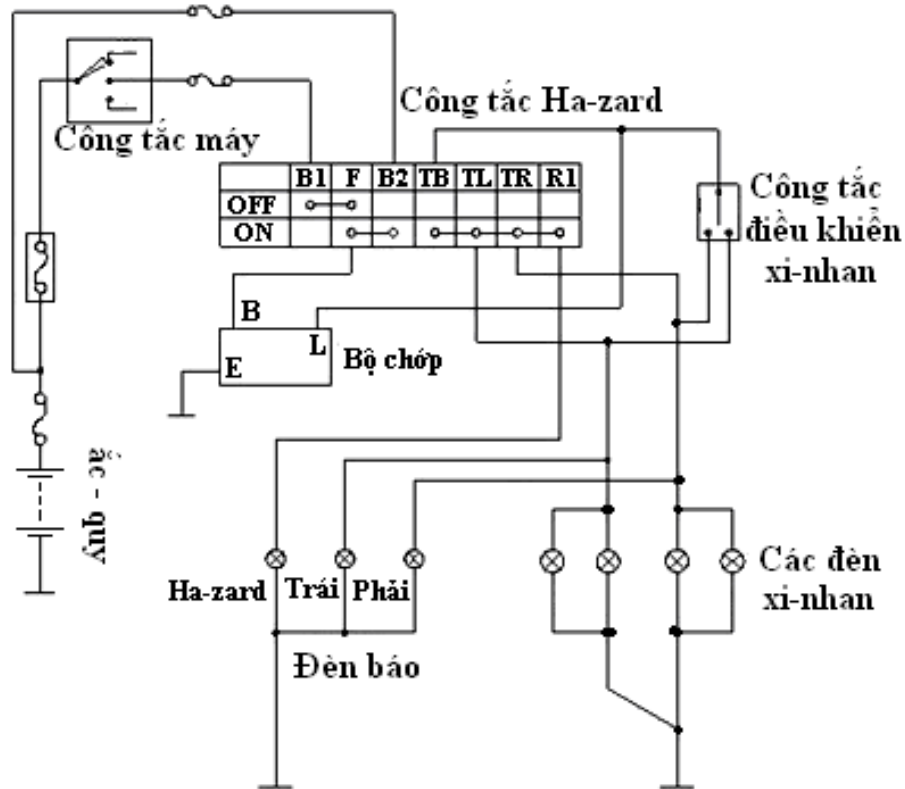 Công tắc máy
Công tắc Ha-zard
B1 F B2 TB TL TR R1
OFF
ON
Công tắc
điều khiển
xi-nhan
B
L
E
Bộ chớp
ắc - quy
Ha-zard Trái Phải
Đèn báo
Các đèn
xi-nhan